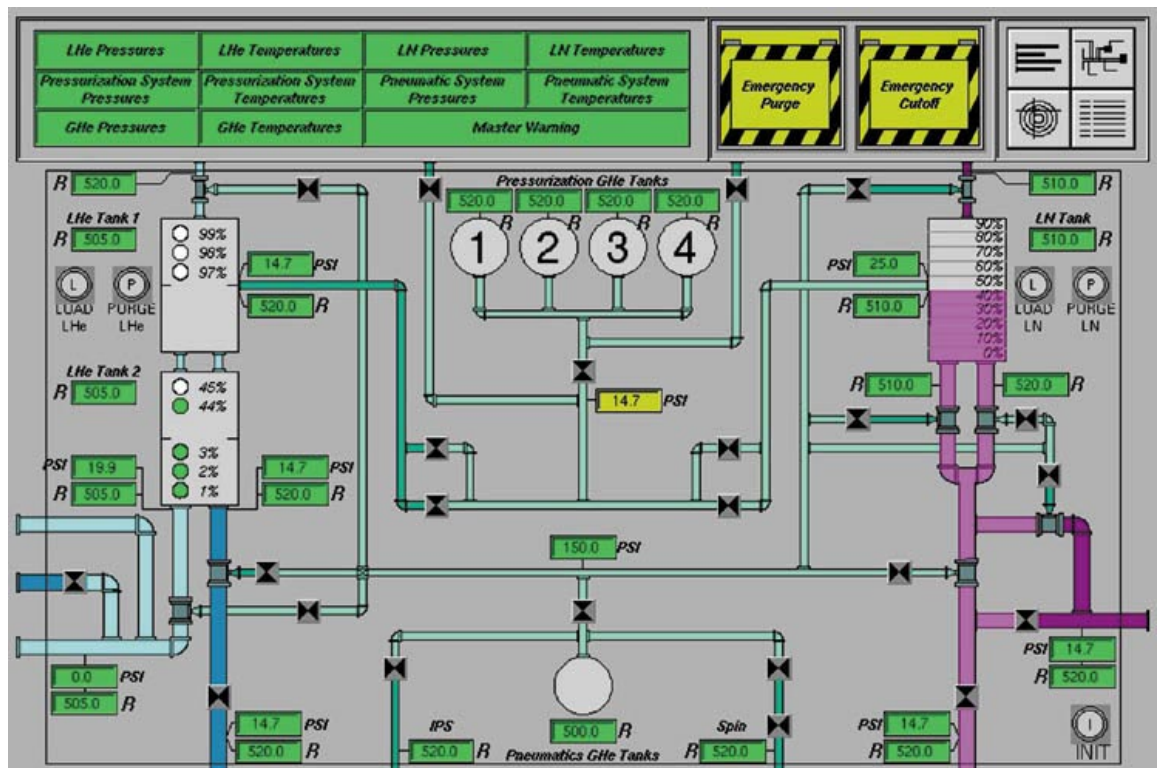 LHe Pressures LHe Temperatures LN Pressures LN Temperatures
Pressurization System Pressures Pressurization System Temperatures Pneumatic System Pressures Pneumatic System Temperatures
GHe Pressures GHe Temperatures Master Warning
Emergency Purge
Emergency Cutoff
R 520.0
LHe Tank 1
R 505.0
99%
98%
97%
14.7 PSI
520.0 R
L P
LOAD LHe PURGE LHe
LHe Tank 2
R 505.0
45%
44%
3%
2%
1%
PSI 19.9
R 505.0
14.7 PSI
520.0 R
0.0 PSI
505.0 R
14.7 PSI
520.0 R
Pressurization GHe Tanks
520.0 R 520.0 R 520.0 R 520.0 R
1 2 3 4
14.7 PSI
150.0 PSI
IPS
520.0 R
500.0 R
Pneumatics GHe Tanks
Spin
R 520.0
510.0 R
LN Tank
510.0 R
90%
80%
70%
60%
50%
40%
30%
20%
10%
0%
PSI 25.0
R 510.0
L P
LOAD LN PURGE LN
R 510.0
520.0 R
PSI 14.7
R 520.0
PSI 14.7
R 520.0
I
INIT